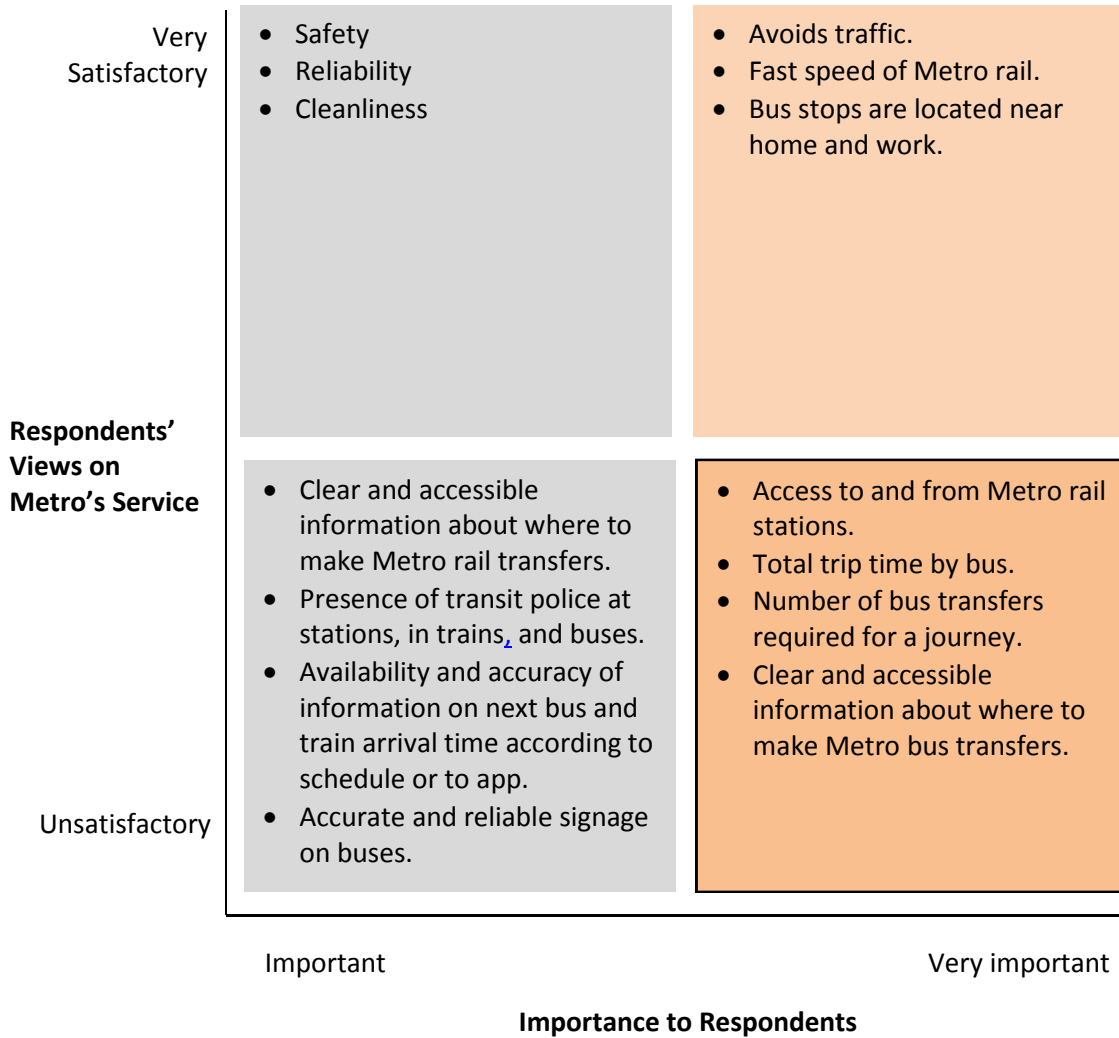 Very
Satisfactory
• Safety
• Reliability
• Cleanliness
• Avoids traffic.
• Fast speed of Metro rail.
• Bus stops are located near
home and work.
Respondents’
Views on
Metro’s Service
• Clear and accessible
information about where to
make Metro rail transfers.
• Presence of transit police at
stations, in trains, and buses.
• Availability and accuracy of
information on next bus and
train arrival time according to
schedule or to app.
• Accurate and reliable signage
on buses.
• Access to and from Metro rail
stations.
• Total trip time by bus.
• Number of bus transfers
required for a journey.
• Clear and accessible
information about where to
make Metro bus transfers.
Unsatisfactory
Important
Very important
Importance to Respondents